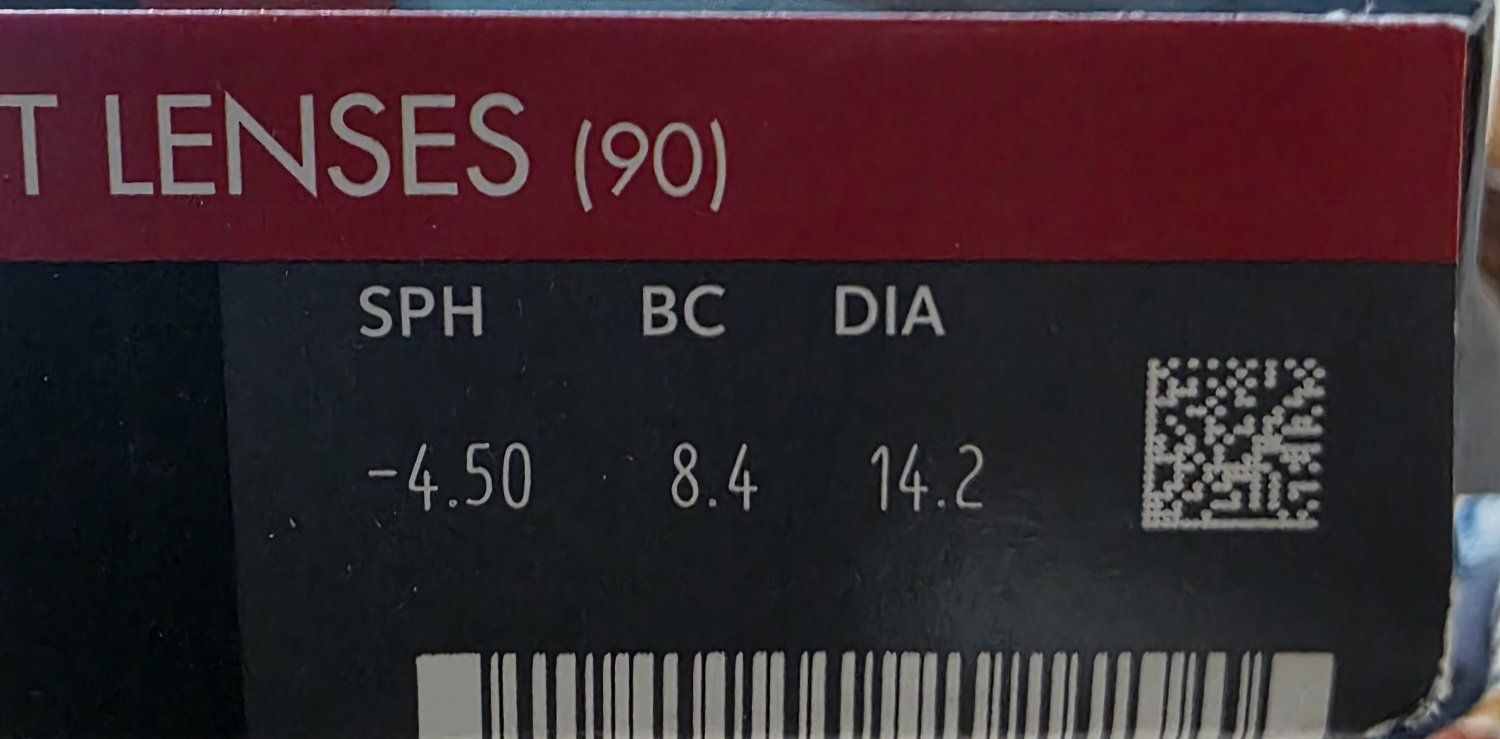 T LENSES (90)
SPH BC DIA
-4.50 8.4 14.2